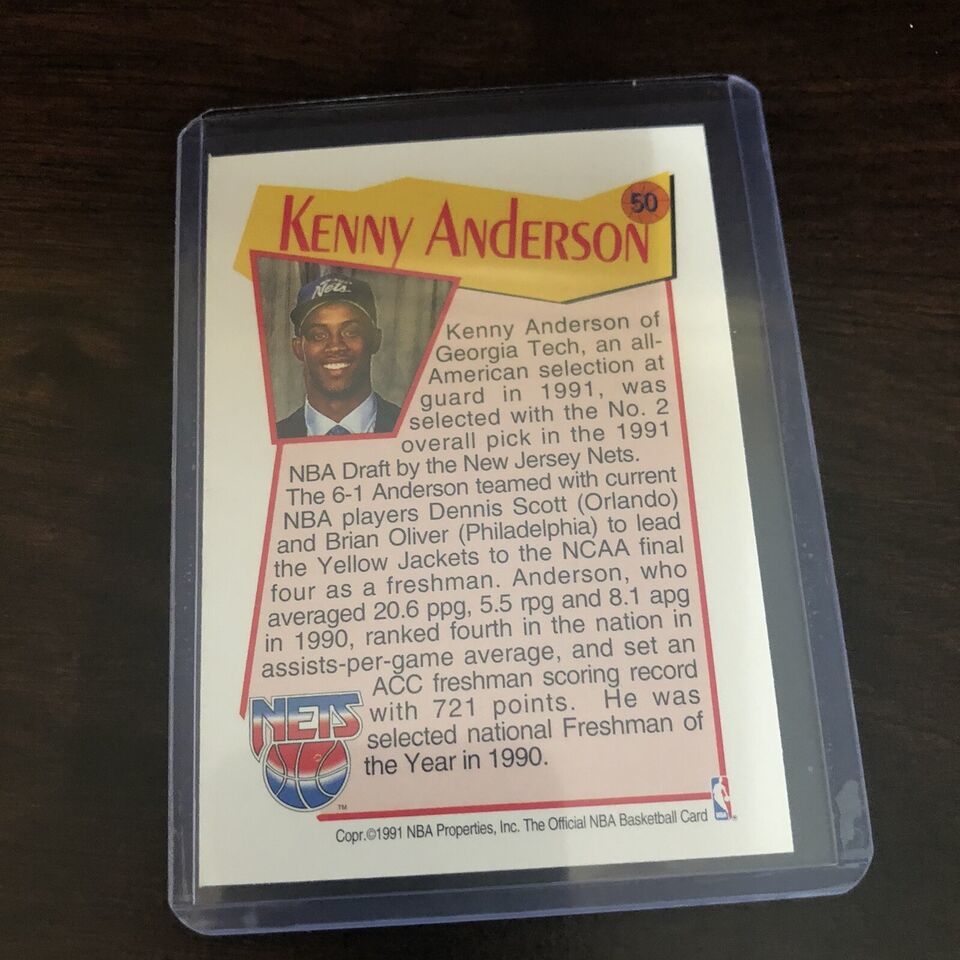 50
KENNY ANDERSON
Nets
Kenny Anderson of
Georgia Tech, an all-
American selection at
guard in 1991, was
selected with the No. 2
overall pick in the 1991
NBA Draft by the New Jersey Nets.
The 6-1 Anderson teamed with current
NBA players Dennis Scott (Orlando)
and Brian Oliver (Philadelphia) to lead
the Yellow Jackets to the NCAA final
four as a freshman. Anderson, who
averaged 20.6 ppg, 5.5 rpg and 8.1 apg
in 1990, ranked fourth in the nation in
assists-per-game average, and set an
ACC freshman scoring record
with 721 points. He was
selected national Freshman of
the Year in 1990.
NETS
TM
Copr.©1991 NBA Properties, Inc. The Official NBA Basketball Card
NBA